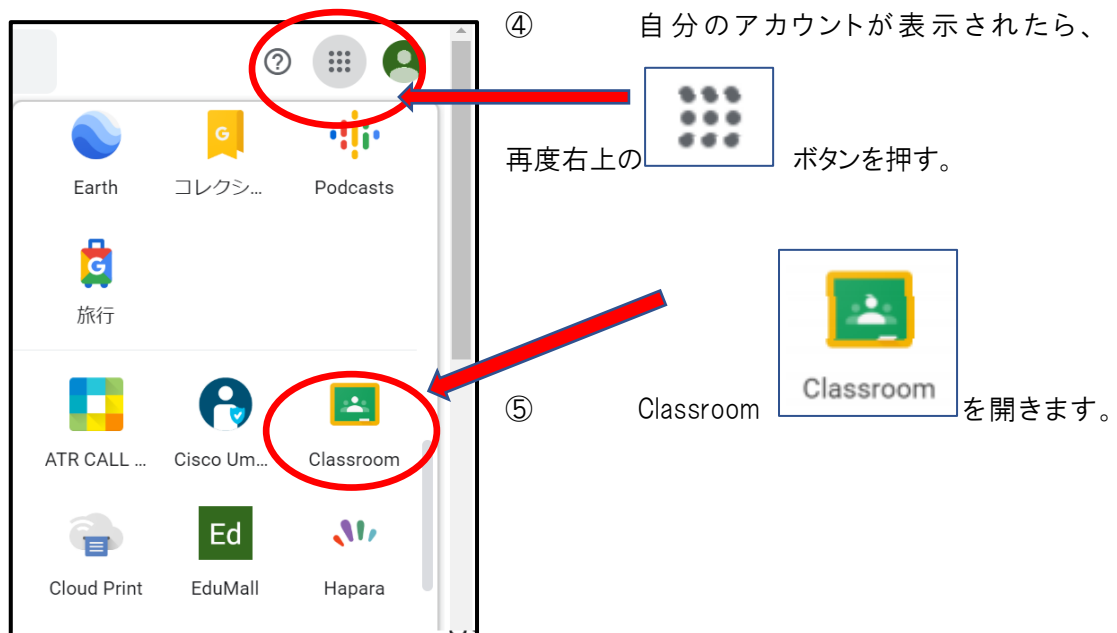 ④ 自分のアカウントが表示されたら、
再度右上の ボタンを押す。
G
Earth コレクシ... Podcasts
G
旅行
ATR CALL ... Cisco Um... Classroom
Ed
Cloud Print EduMall Hapara
Classroom
⑤ Classroom を開きます。